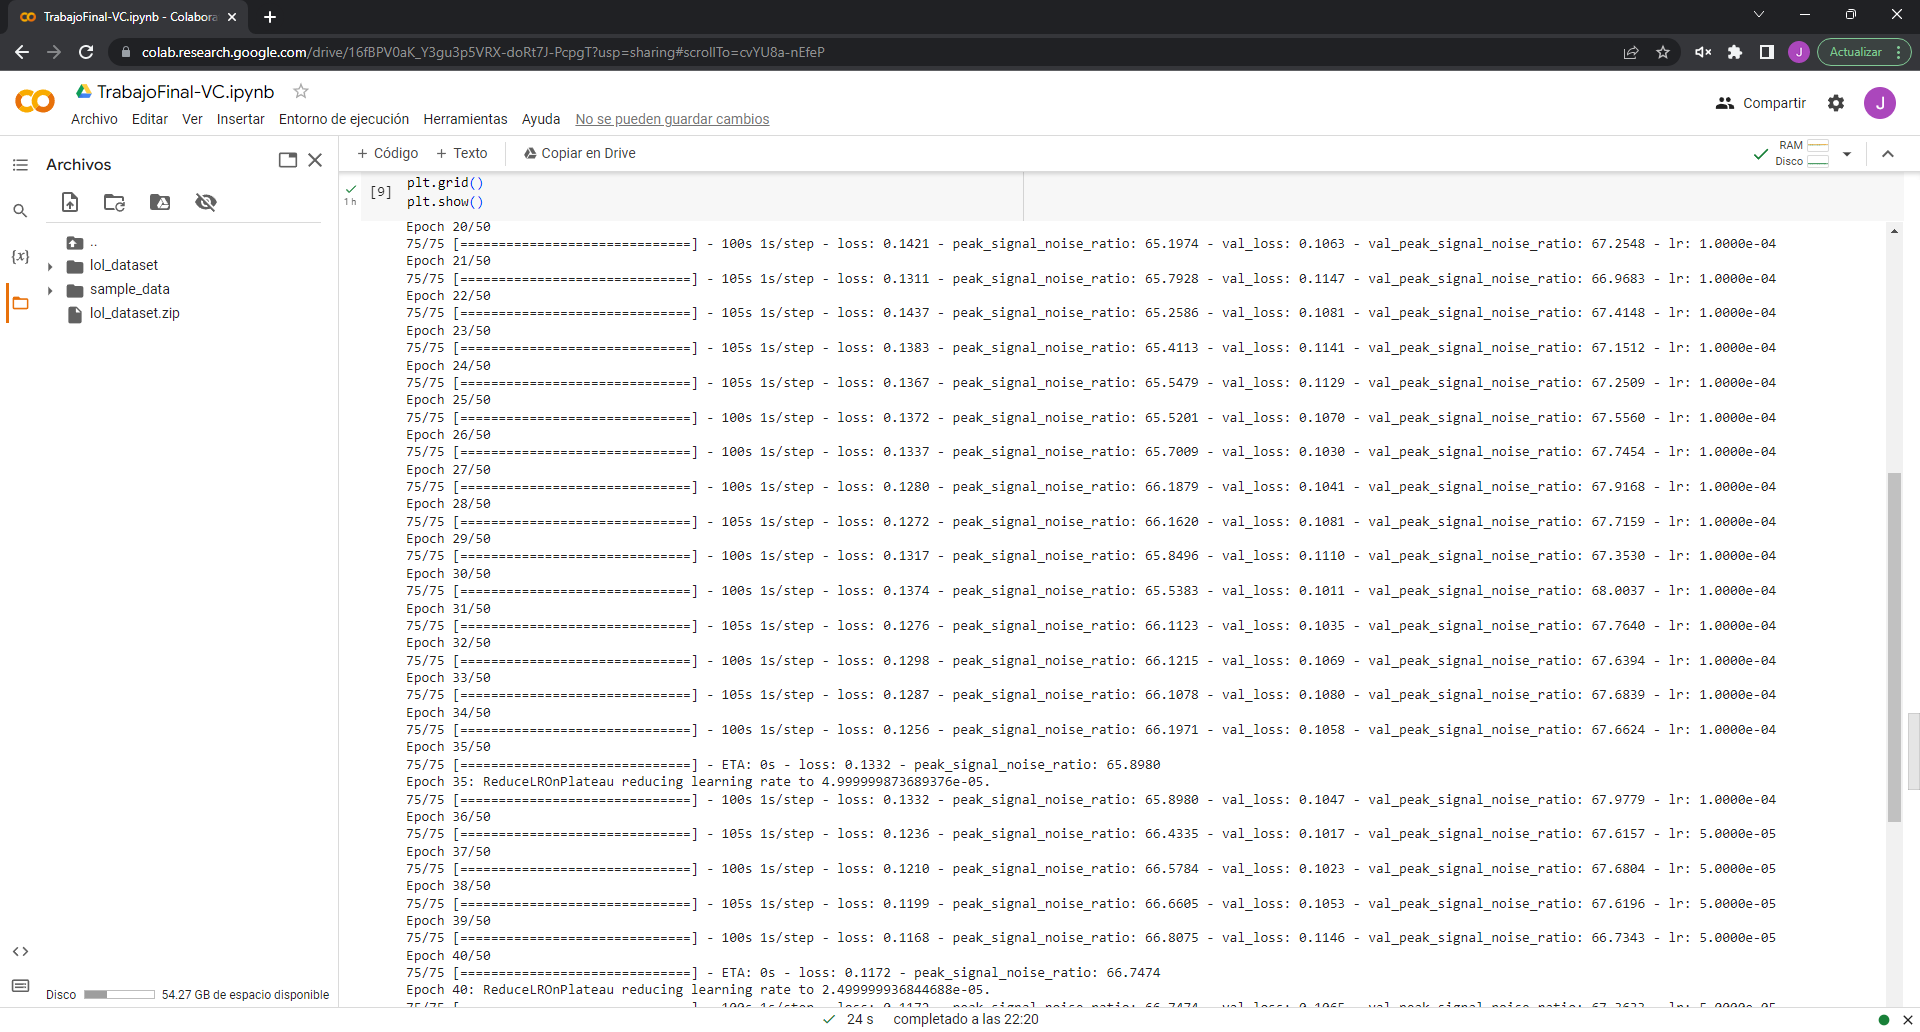 TrabajoFinal-VC.ipynb - Colabora
colab.research.google.com/drive/16fBPV0aK_Y3gu3p5VRX-doRt7J-PcpgT?usp=sharing#scrollTo=cvYU8a-nEfeP
J
Actualizar
TrabajoFinal-VC.ipynb
Archivo Editar Ver Insertar Entorno de ejecución Herramientas Ayuda No se pueden guardar cambios
Compartir
J
Archivos
+ Código + Texto Copiar en Drive
RAM
Disco
..
lol_dataset
sample_data
lol_dataset.zip
{x}
<>
Disco 54.27 GB de espacio disponible
1 h
[9]
plt.grid()
plt.show()
Epoch 20/50
75/75 [==============================] - 100s 1s/step - loss: 0.1421 - peak_signal_noise_ratio: 65.1974 - val_loss: 0.1063 - val_peak_signal_noise_ratio: 67.2548 - lr: 1.0000e-04
Epoch 21/50
75/75 [==============================] - 105s 1s/step - loss: 0.1311 - peak_signal_noise_ratio: 65.7928 - val_loss: 0.1147 - val_peak_signal_noise_ratio: 66.9683 - lr: 1.0000e-04
Epoch 22/50
75/75 [==============================] - 105s 1s/step - loss: 0.1437 - peak_signal_noise_ratio: 65.2586 - val_loss: 0.1081 - val_peak_signal_noise_ratio: 67.4148 - lr: 1.0000e-04
Epoch 23/50
75/75 [==============================] - 105s 1s/step - loss: 0.1383 - peak_signal_noise_ratio: 65.4113 - val_loss: 0.1141 - val_peak_signal_noise_ratio: 67.1512 - lr: 1.0000e-04
Epoch 24/50
75/75 [==============================] - 105s 1s/step - loss: 0.1367 - peak_signal_noise_ratio: 65.5479 - val_loss: 0.1129 - val_peak_signal_noise_ratio: 67.2509 - lr: 1.0000e-04
Epoch 25/50
75/75 [==============================] - 100s 1s/step - loss: 0.1372 - peak_signal_noise_ratio: 65.5201 - val_loss: 0.1070 - val_peak_signal_noise_ratio: 67.5560 - lr: 1.0000e-04
Epoch 26/50
75/75 [==============================] - 100s 1s/step - loss: 0.1337 - peak_signal_noise_ratio: 65.7009 - val_loss: 0.1030 - val_peak_signal_noise_ratio: 67.7454 - lr: 1.0000e-04
Epoch 27/50
75/75 [==============================] - 100s 1s/step - loss: 0.1280 - peak_signal_noise_ratio: 66.1879 - val_loss: 0.1041 - val_peak_signal_noise_ratio: 67.9168 - lr: 1.0000e-04
Epoch 28/50
75/75 [==============================] - 105s 1s/step - loss: 0.1272 - peak_signal_noise_ratio: 66.1620 - val_loss: 0.1081 - val_peak_signal_noise_ratio: 67.7159 - lr: 1.0000e-04
Epoch 29/50
75/75 [==============================] - 100s 1s/step - loss: 0.1317 - peak_signal_noise_ratio: 65.8496 - val_loss: 0.1110 - val_peak_signal_noise_ratio: 67.3530 - lr: 1.0000e-04
Epoch 30/50
75/75 [==============================] - 100s 1s/step - loss: 0.1374 - peak_signal_noise_ratio: 65.5383 - val_loss: 0.1011 - val_peak_signal_noise_ratio: 68.0037 - lr: 1.0000e-04
Epoch 31/50
75/75 [==============================] - 105s 1s/step - loss: 0.1276 - peak_signal_noise_ratio: 66.1123 - val_loss: 0.1035 - val_peak_signal_noise_ratio: 67.7640 - lr: 1.0000e-04
Epoch 32/50
75/75 [==============================] - 100s 1s/step - loss: 0.1298 - peak_signal_noise_ratio: 66.1215 - val_loss: 0.1069 - val_peak_signal_noise_ratio: 67.6394 - lr: 1.0000e-04
Epoch 33/50
75/75 [==============================] - 105s 1s/step - loss: 0.1287 - peak_signal_noise_ratio: 66.1078 - val_loss: 0.1080 - val_peak_signal_noise_ratio: 67.6839 - lr: 1.0000e-04
Epoch 34/50
75/75 [==============================] - 100s 1s/step - loss: 0.1256 - peak_signal_noise_ratio: 66.1971 - val_loss: 0.1058 - val_peak_signal_noise_ratio: 67.6624 - lr: 1.0000e-04
Epoch 35/50
75/75 [==============================] - ETA: 0s - loss: 0.1332 - peak_signal_noise_ratio: 65.8980
Epoch 35: ReduceLROnPlateau reducing learning rate to 4.999999873689376e-05.
75/75 [==============================] - 100s 1s/step - loss: 0.1332 - peak_signal_noise_ratio: 65.8980 - val_loss: 0.1047 - val_peak_signal_noise_ratio: 67.9779 - lr: 1.0000e-04
Epoch 36/50
75/75 [==============================] - 105s 1s/step - loss: 0.1236 - peak_signal_noise_ratio: 66.4335 - val_loss: 0.1017 - val_peak_signal_noise_ratio: 67.6157 - lr: 5.0000e-05
Epoch 37/50
75/75 [==============================] - 100s 1s/step - loss: 0.1210 - peak_signal_noise_ratio: 66.5784 - val_loss: 0.1023 - val_peak_signal_noise_ratio: 67.6804 - lr: 5.0000e-05
Epoch 38/50
75/75 [==============================] - 105s 1s/step - loss: 0.1199 - peak_signal_noise_ratio: 66.6605 - val_loss: 0.1053 - val_peak_signal_noise_ratio: 67.6196 - lr: 5.0000e-05
Epoch 39/50
75/75 [==============================] - 100s 1s/step - loss: 0.1168 - peak_signal_noise_ratio: 66.8075 - val_loss: 0.1146 - val_peak_signal_noise_ratio: 66.7343 - lr: 5.0000e-05
Epoch 40/50
75/75 [==============================] - ETA: 0s - loss: 0.1172 - peak_signal_noise_ratio: 66.7474
Epoch 40: ReduceLROnPlateau reducing learning rate to 2.499999936844688e-05.
24 s completado a las 22:20